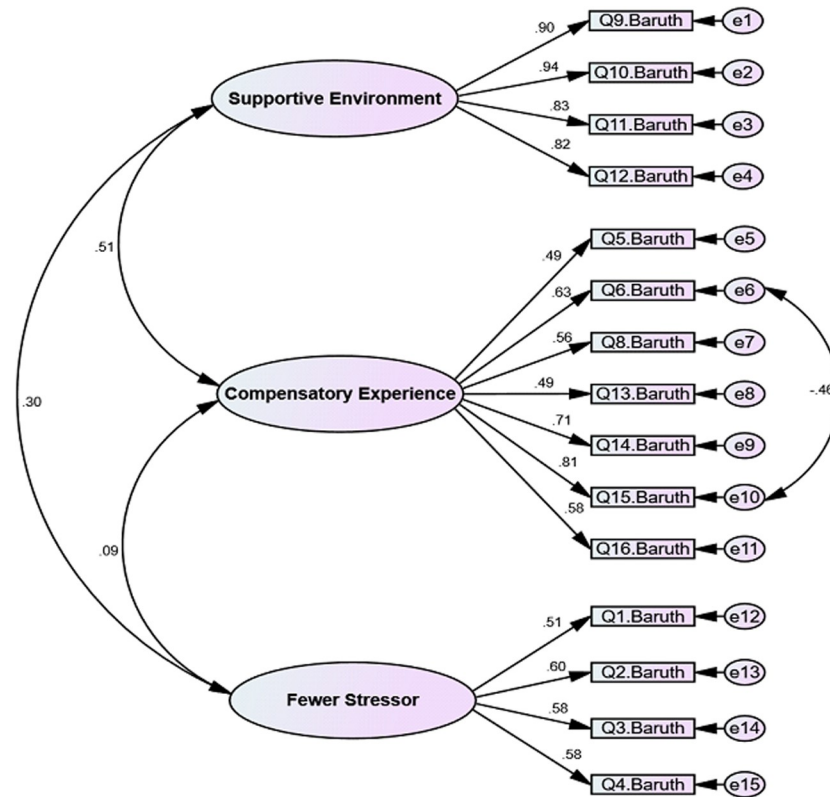 .90 Q9.Baruth e1
.94 Q10.Baruth e2
Supportive Environment
.83 Q11.Baruth e3
.82 Q12.Baruth e4
.51
.49 Q5.Baruth e5
.63 Q6.Baruth e6
.56 Q8.Baruth e7
Compensatory Experience
.49 Q13.Baruth e8
-.46
.30
.71 Q14.Baruth e9
.81 Q15.Baruth e10
.58 Q16.Baruth e11
.09
.51 Q1.Baruth e12
.60 Q2.Baruth e13
Fewer Stressor
.58 Q3.Baruth e14
.58 Q4.Baruth e15